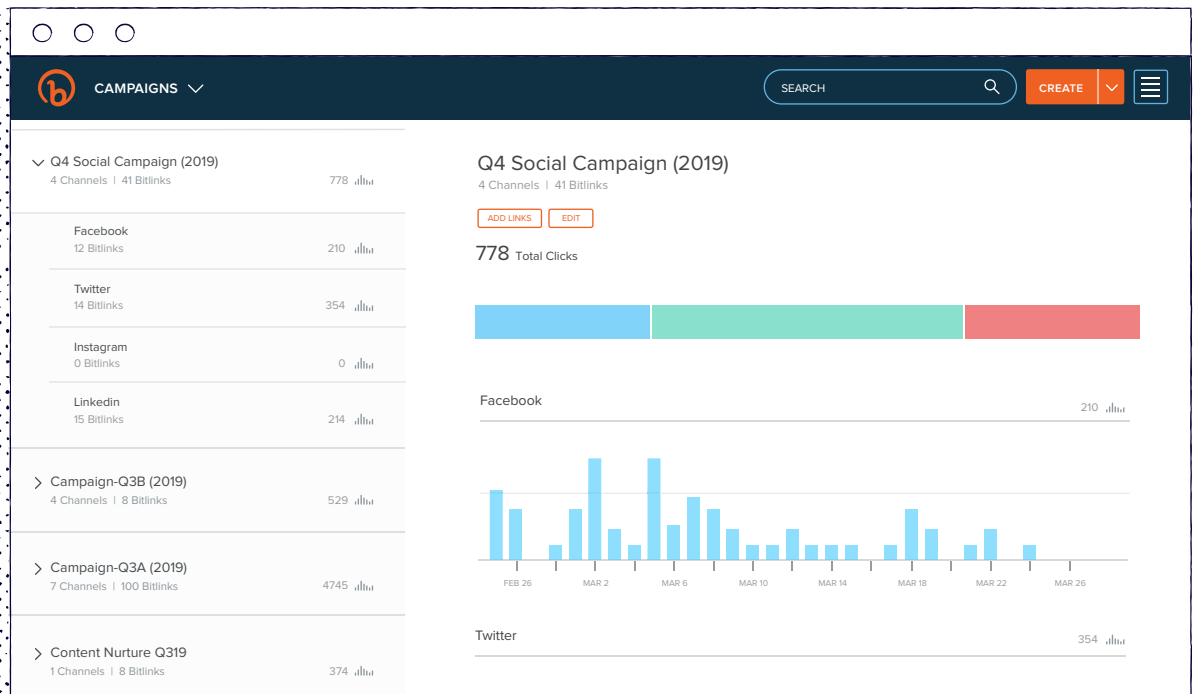 CAMPAIGNS
SEARCH
CREATE
Q4 Social Campaign (2019)
4 Channels | 41 Bitlinks
778
Facebook
12 Bitlinks
210
Twitter
14 Bitlinks
354
Instagram
0 Bitlinks
0
Linkedin
15 Bitlinks
214
Campaign-Q3B (2019)
4 Channels | 8 Bitlinks
529
Campaign-Q3A (2019)
7 Channels | 100 Bitlinks
4745
Content Nurture Q319
1 Channels | 8 Bitlinks
374
Q4 Social Campaign (2019)
4 Channels | 41 Bitlinks
ADD LINKS
EDIT
778 Total Clicks
Facebook
210
FEB 26 MAR 2 MAR 6 MAR 10 MAR 14 MAR 18 MAR 22 MAR 26
Twitter
354